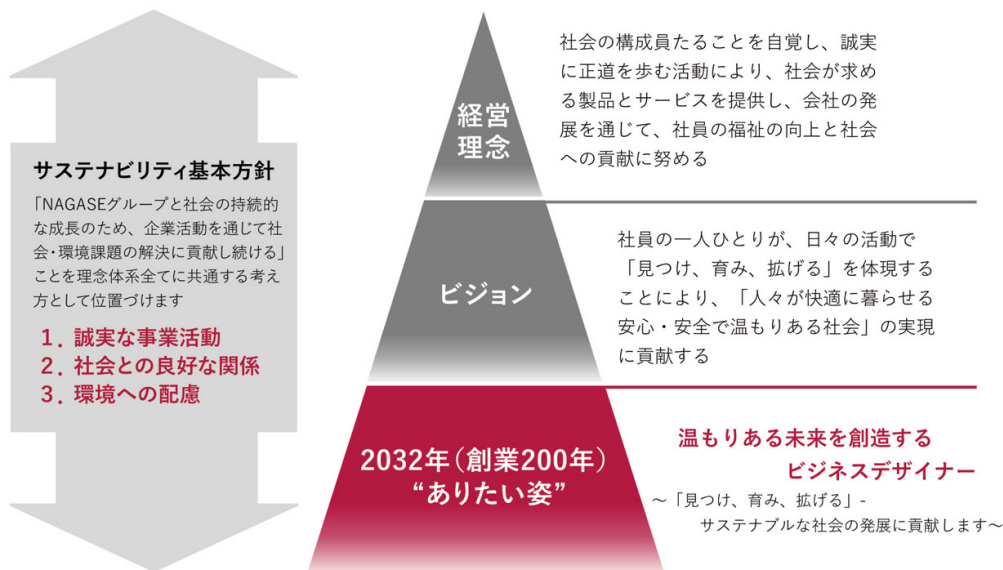 サステナビリティ基本方針
「NAGASEグループと社会の持続的
な成長のため、企業活動を通じて社
会・環境課題の解決に貢献し続ける」
ことを理念体系全てに共通する考え
方として位置づけます
1. 誠実な事業活動
2. 社会との良好な関係
3. 環境への配慮
経営
理念
社会の構成員たることを自覚し、誠実
に正道を歩む活動により、社会が求め
る製品とサービスを提供し、会社の発
展を通じて、社員の福祉の向上と社会
への貢献に努める
ビジョン
社員の一人ひとりが、日々の活動で
「見つけ、育み、拡げる」を体現する
ことにより、「人々が快適に暮らせる
安心・安全で温もりある社会」の実現
に貢献する
2032年（創業200年）
“ありたい姿”
温もりある未来を創造する
ビジネスデザイナー
～「見つけ、育み、拡げる」-
サステナブルな社会の発展に貢献します～